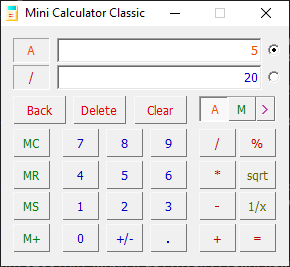 Mini Calculator Classic
A 5
/ 20
Back Delete Clear A M >
MC 7 8 9 / %
MR 4 5 6 * sqrt
MS 1 2 3 - 1/x
M+ 0 +/- . + =